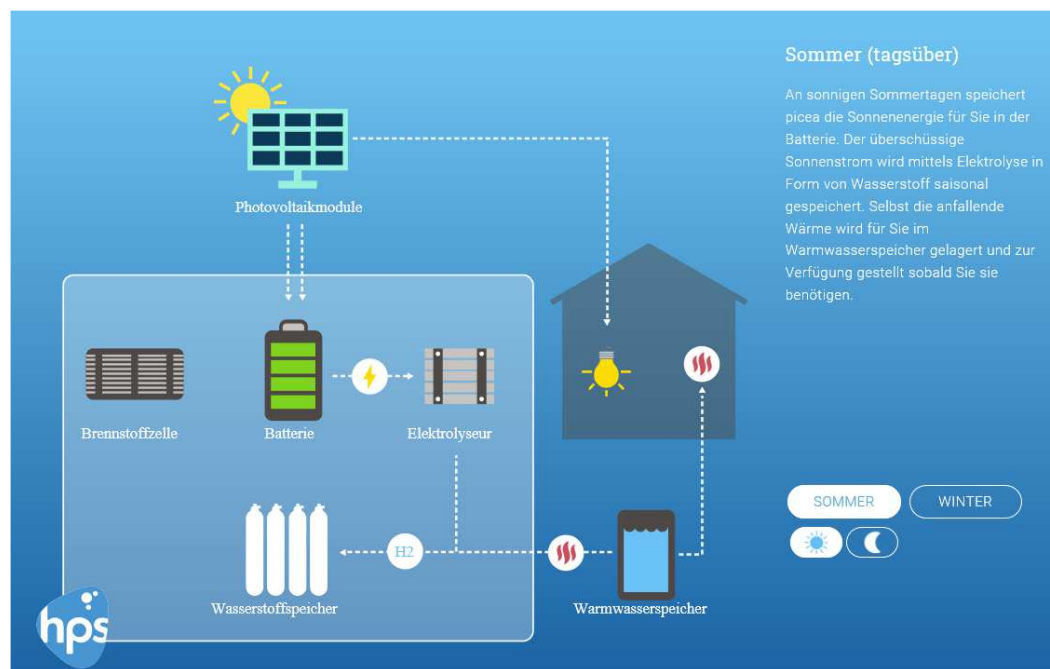 Sommer (tagsüber)
An sonnigen Sommertagen speichert
picea die Sonnenenergie für Sie in der
Batterie. Der überschüssige
Sonnenstrom wird mittels Elektrolyse in
Form von Wasserstoff saisonal
gespeichert. Selbst die anfallende
Wärme wird für Sie im
Warmwasserspeicher gelagert und zur
Verfügung gestellt sobald Sie sie
benötigen.
Photovoltaikmodule
Brennstoffzelle
Batterie
Elektrolyseur
H2
Wasserstoffspeicher
Warmwasserspeicher
SOMMER
WINTER
hps